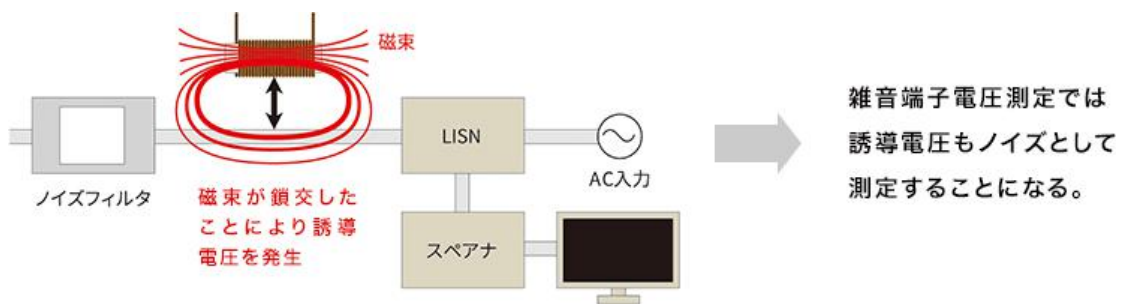 磁束
ノイズフィルタ
磁束が鎖交した
ことにより誘導
電圧を発生
LISN
AC入力
スペアナ
雑音端子電圧測定では
誘導電圧もノイズとして
測定することになる。